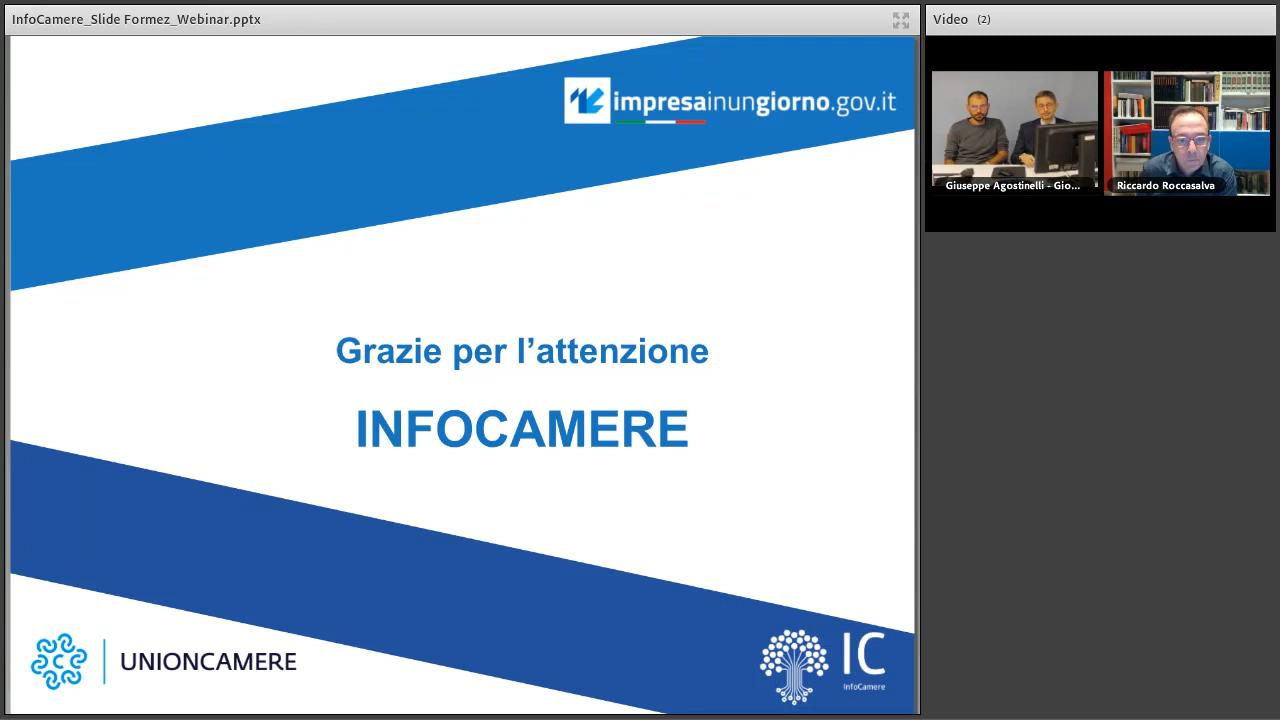 InfoCamere_Slide Formez_Webinar.pptx
Video (2)
impresainungiorno.gov.it
Giuseppe Agostinelli - Gio...
Riccardo Roccasalva
Grazie per l’attenzione
INFOCAMERE
UNIONCAMERE
IC
InfoCamere